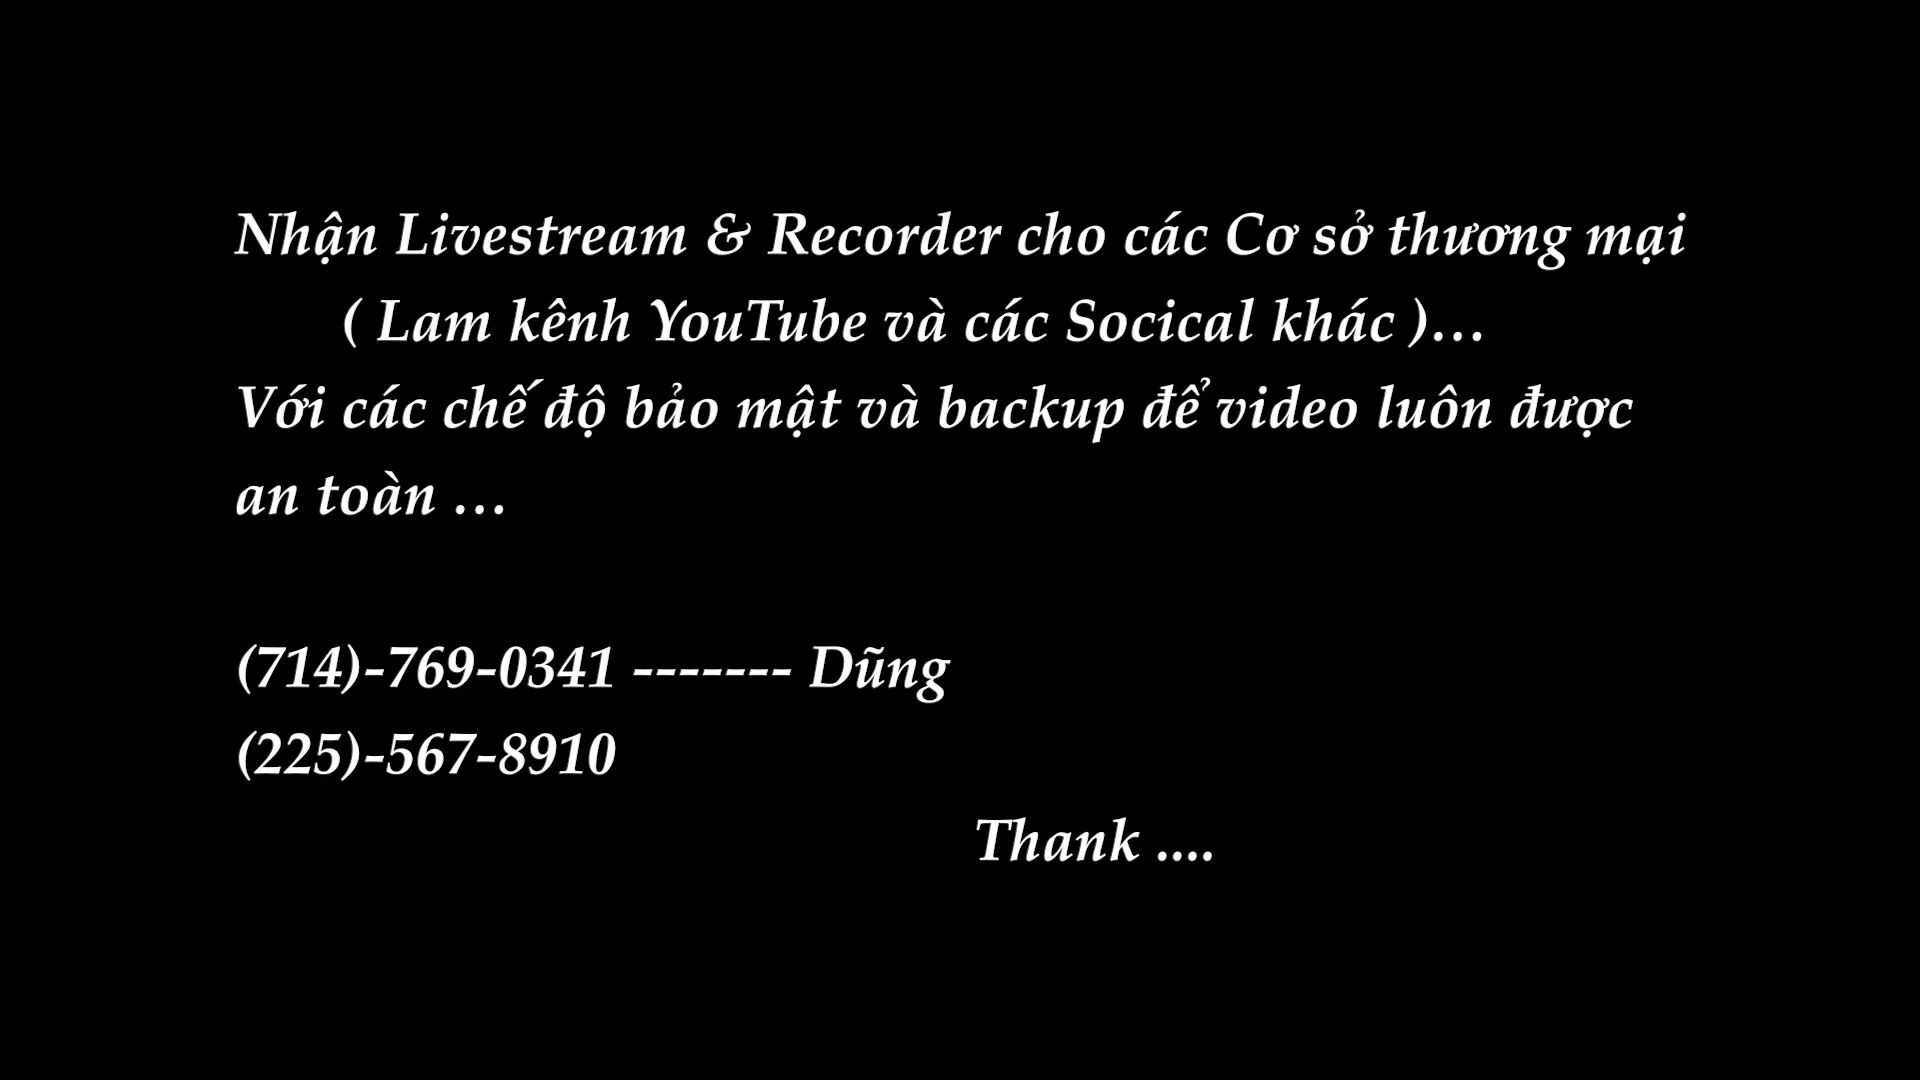 Nhận Livestream & Recorder cho các Cơ sở thương mại
( Lam kênh YouTube và các Socical khác )...
Với các chế độ bảo mật và backup để video luôn được
an toàn ...
(714)-769-0341 ------- Dũng
(225)-567-8910
Thank ....